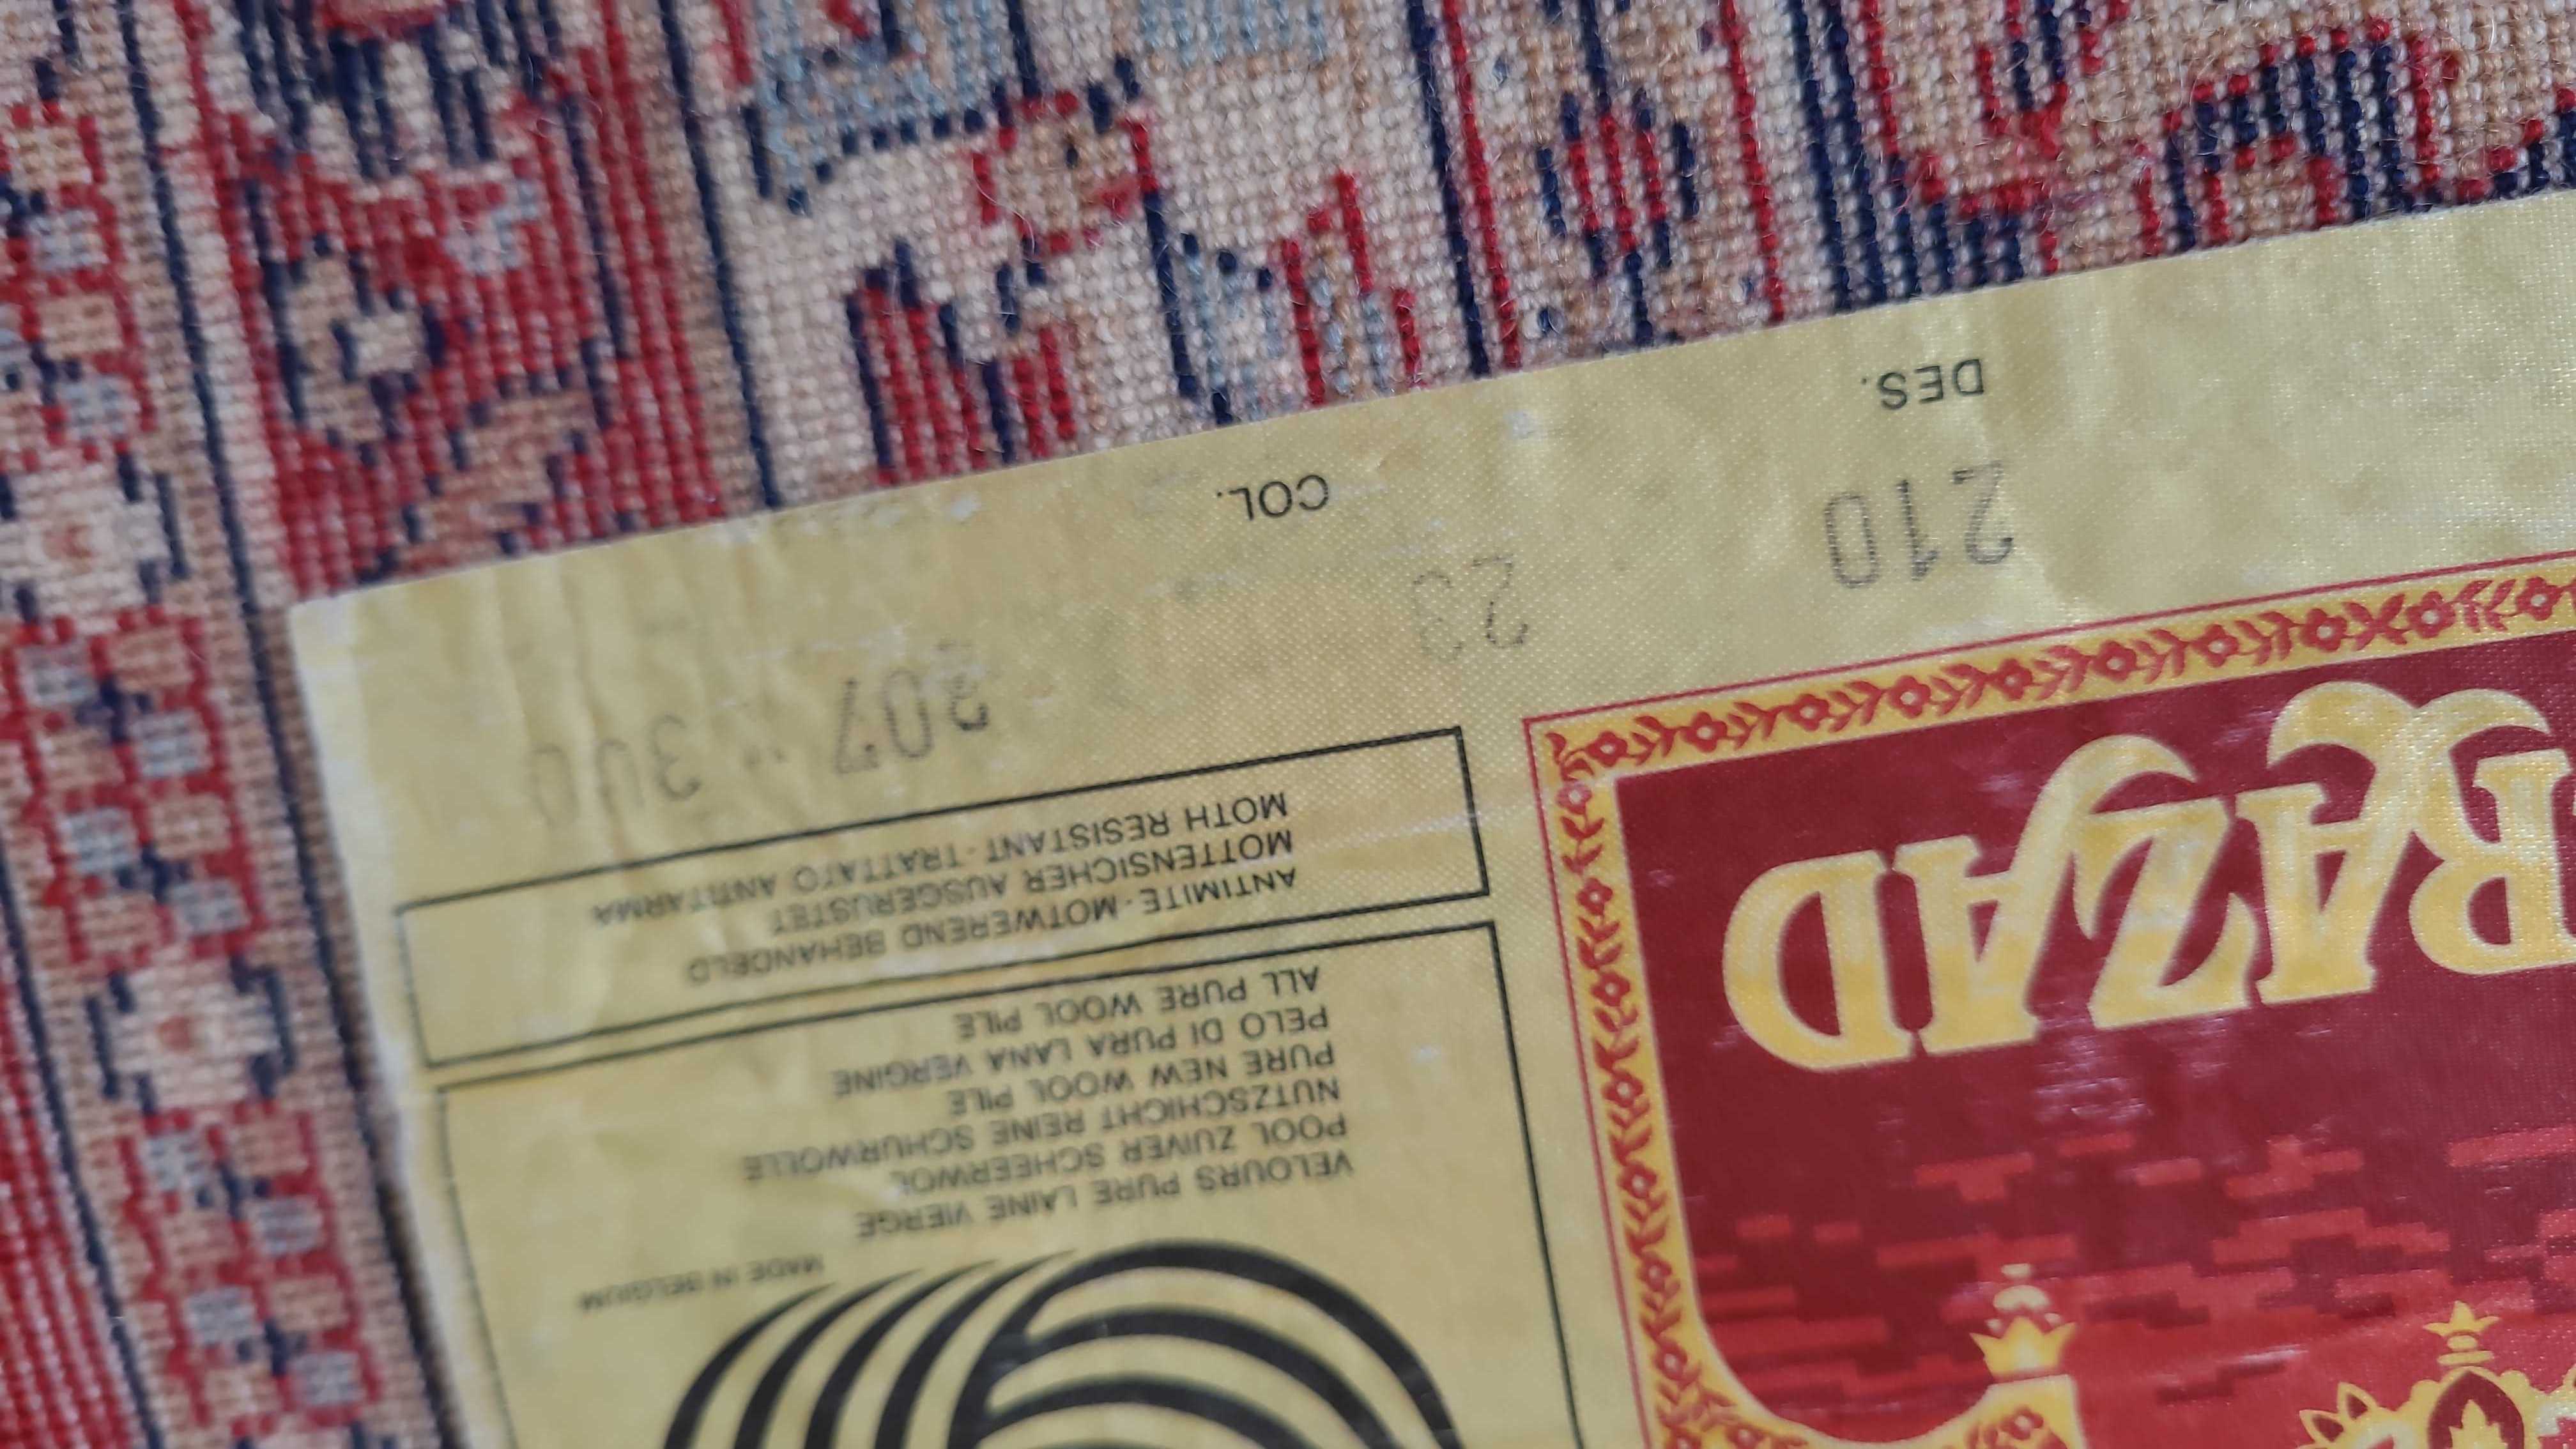 MADE IN BELGIUM
VELOURS PURE LAINE VIERGE
POOL ZUIVER SCHEERWOL
NUTZSCHICHT REINE SCHURWOLLE
PURE NEW WOOL PILE
PELO DI PURA LANA VERGINE
ALL PURE WOOL PILE
RAZAD
ANTIMITE · MOTWEREND BEHANDELD
MOTTENSICHER AUSGERÜSTET
MOTH RESISTANT · TRATTATO ANTITARMA
210 23 300
DES. COL.